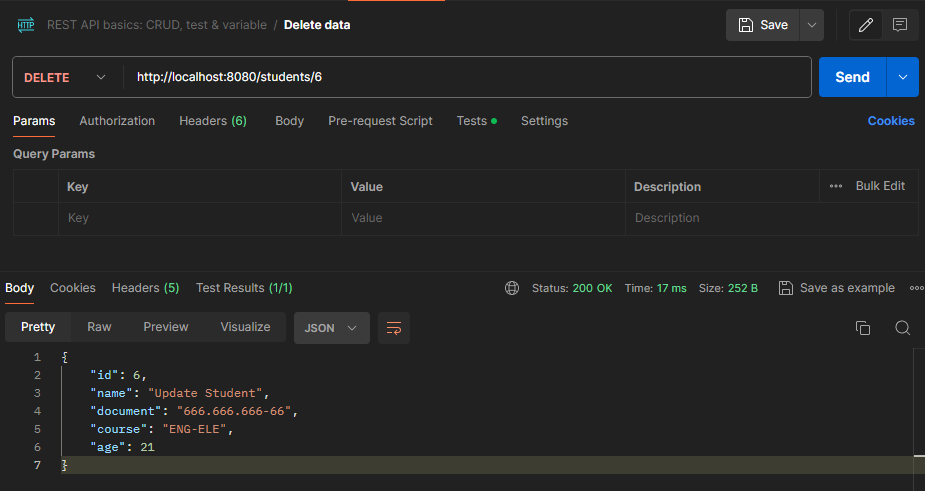 HTTP REST API basics: CRUD, test & variable / Delete data Save
DELETE http://localhost:8080/students/6 Send
Params Authorization Headers (6) Body Pre-request Script Tests Settings Cookies
Query Params
Key Value Description ••• Bulk Edit
Key Value Description
Body Cookies Headers (5) Test Results (1/1) Status: 200 OK Time: 17 ms Size: 252 B Save as example •••
Pretty Raw Preview Visualize JSON
1 {
2 "id": 6,
3 "name": "Update Student",
4 "document": "666.666.666-66",
5 "course": "ENG-ELE",
6 "age": 21
7 }